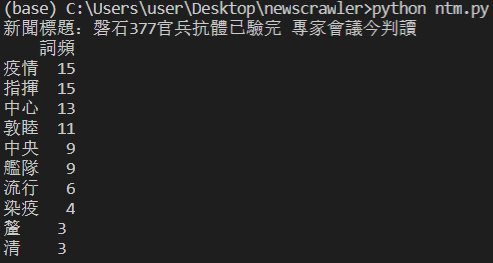 (base) C:\Users\user\Desktop\newscrawler>python ntm.py
新聞標題: 磐石377官兵抗體已驗完 專家會議今判讀
詞頻
疫情 15
指揮 15
中心 13
敦睦 11
中央 9
艦隊 9
流行 6
染疫 4
釐 3
清 3